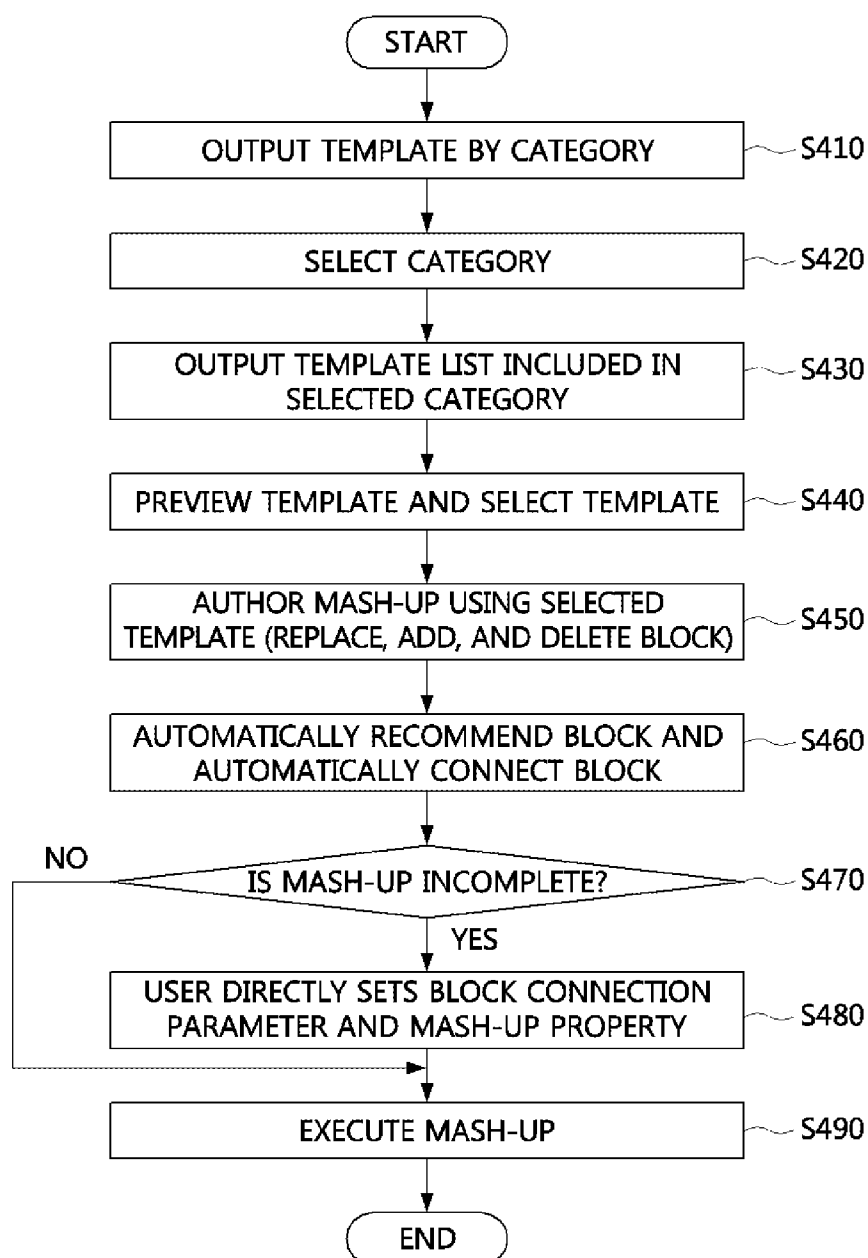 START
OUTPUT TEMPLATE BY CATEGORY
S410
SELECT CATEGORY
S420
OUTPUT TEMPLATE LIST INCLUDED IN
SELECTED CATEGORY
S430
PREVIEW TEMPLATE AND SELECT TEMPLATE
S440
AUTHOR MASH-UP USING SELECTED
TEMPLATE (REPLACE, ADD, AND DELETE BLOCK)
S450
AUTOMATICALLY RECOMMEND BLOCK AND
AUTOMATICALLY CONNECT BLOCK
S460
NO
IS MASH-UP INCOMPLETE?
S470
YES
USER DIRECTLY SETS BLOCK CONNECTION
PARAMETER AND MASH-UP PROPERTY
S480
EXECUTE MASH-UP
S490
END